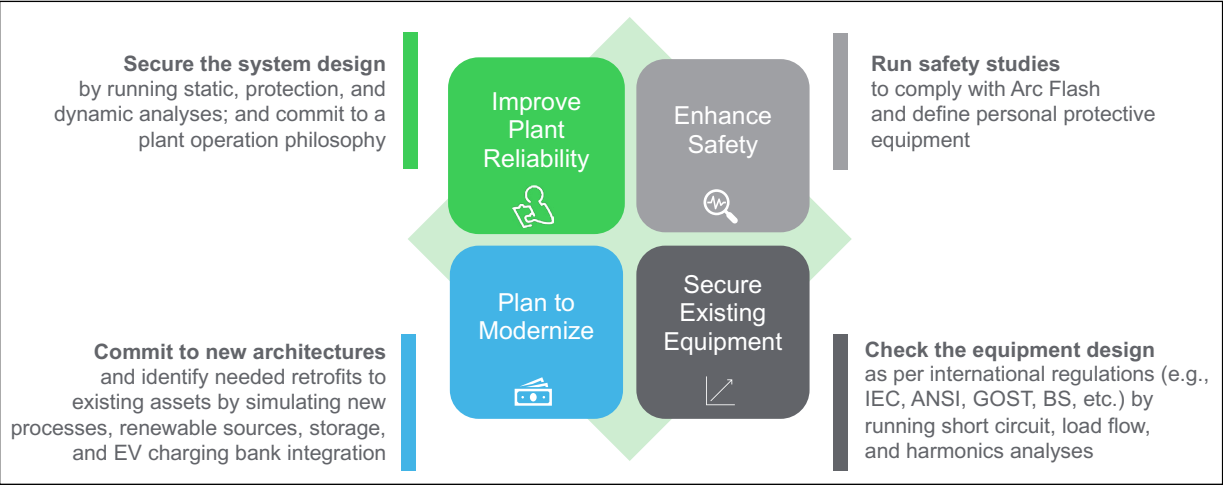 Secure the system design
by running static, protection, and
dynamic analyses; and commit to a
plant operation philosophy
Improve
Plant
Reliability
Enhance
Safety
Run safety studies
to comply with Arc Flash
and define personal protective
equipment
Commit to new architectures
and identify needed retrofits to
existing assets by simulating new
processes, renewable sources, storage,
and EV charging bank integration
Plan to
Modernize
Secure
Existing
Equipment
Check the equipment design
as per international regulations (e.g.,
IEC, ANSI, GOST, BS, etc.) by
running short circuit, load flow,
and harmonics analyses